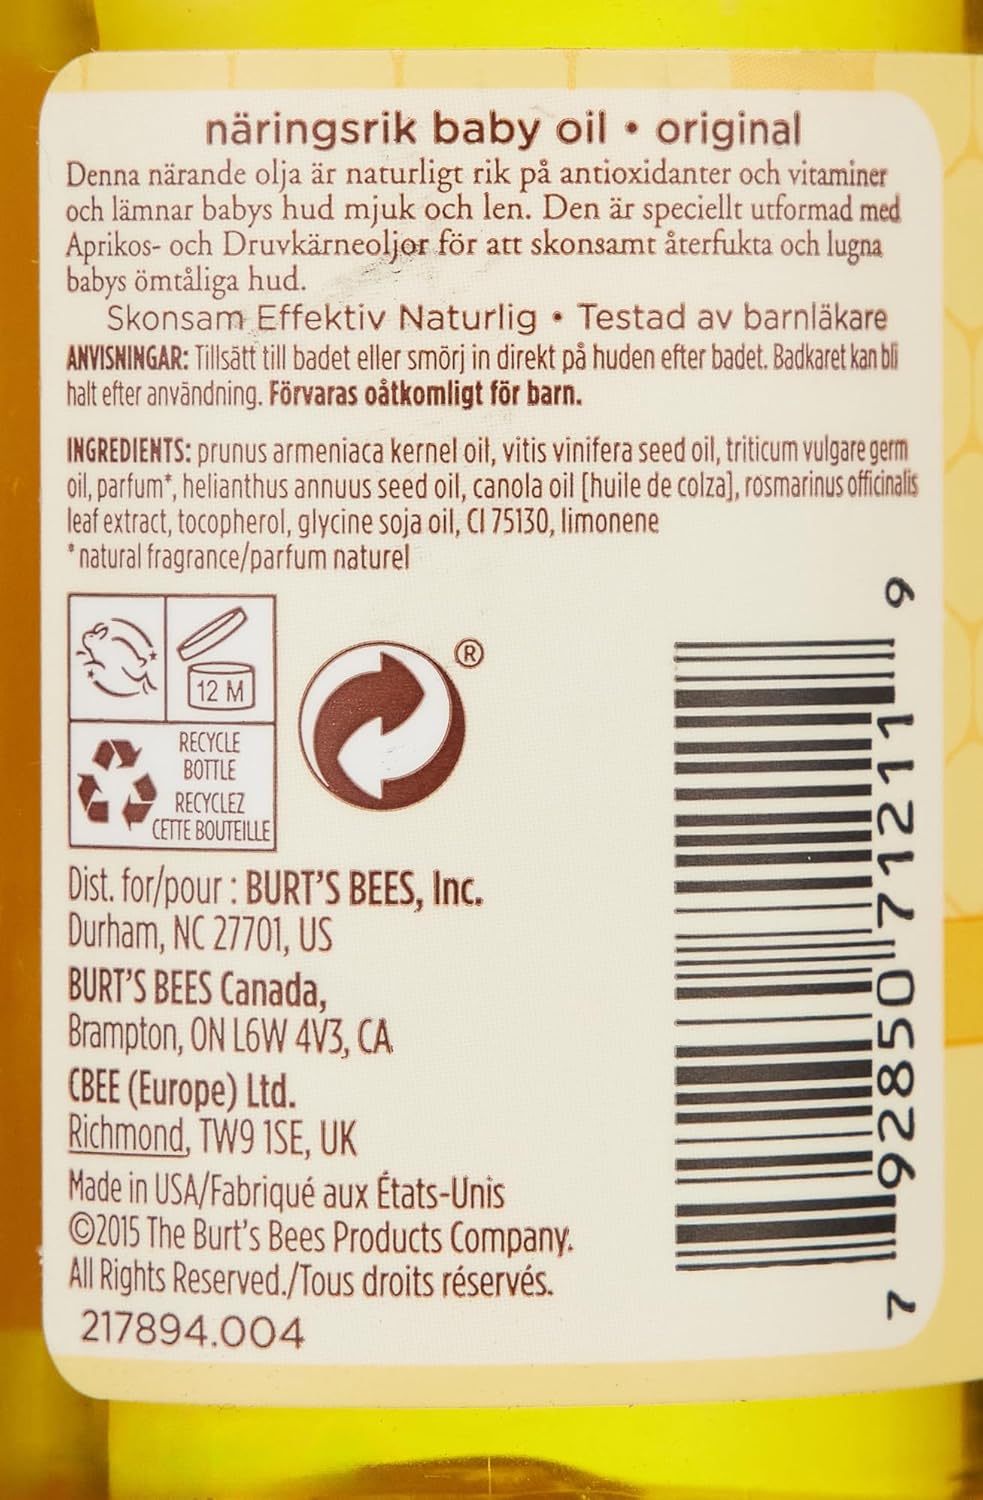 näringsrik baby oil • original
Denna närande olja är naturligt rik på antioxidanter och vitaminer
och lämnar babys hud mjuk och len. Den är speciellt utformad med
Aprikos- och Druvkärneoljor för att skonsamt återfukta och lugna
babys ömtåliga hud.
Skonsam Effektiv Naturlig • Testad av barnläkare
ANVISNINGAR: Tillsätt till badet eller smörj in direkt på huden efter badet. Badkaret kan bli
halt efter användning. Förvaras oåtkomligt för barn.
INGREDIENTS: prunus armeniaca kernel oil, vitis vinifera seed oil, triticum vulgare germ
oil, parfum*, helianthus annuus seed oil, canola oil [huile de colza], rosmarinus officinalis
leaf extract, tocopherol, glycine soja oil, CI 75130, limonene
*natural fragrance/parfum naturel
12 M
RECYCLE
BOTTLE
RECYCLEZ
CETTE BOUTEILLE
®
Dist. for/pour : BURT'S BEES, Inc.
Durham, NC 27701, US
BURT'S BEES Canada,
Brampton, ON L6W 4V3, CA
CBEE (Europe) Ltd.
Richmond, TW9 1SE, UK
Made in USA/Fabriqué aux États-Unis
©2015 The Burt's Bees Products Company.
All Rights Reserved./Tous droits réservés.
217894.004
7 92850 71211 9